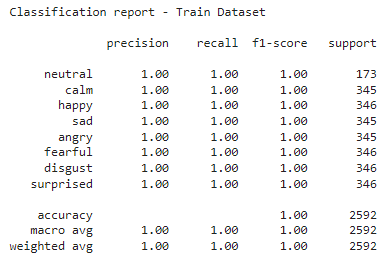 Classification report - Train Dataset
precision recall f1-score support
neutral 1.00 1.00 1.00 173
calm 1.00 1.00 1.00 345
happy 1.00 1.00 1.00 346
sad 1.00 1.00 1.00 345
angry 1.00 1.00 1.00 345
fearful 1.00 1.00 1.00 346
disgust 1.00 1.00 1.00 346
surprised 1.00 1.00 1.00 346
accuracy 1.00 2592
macro avg 1.00 1.00 1.00 2592
weighted avg 1.00 1.00 1.00 2592